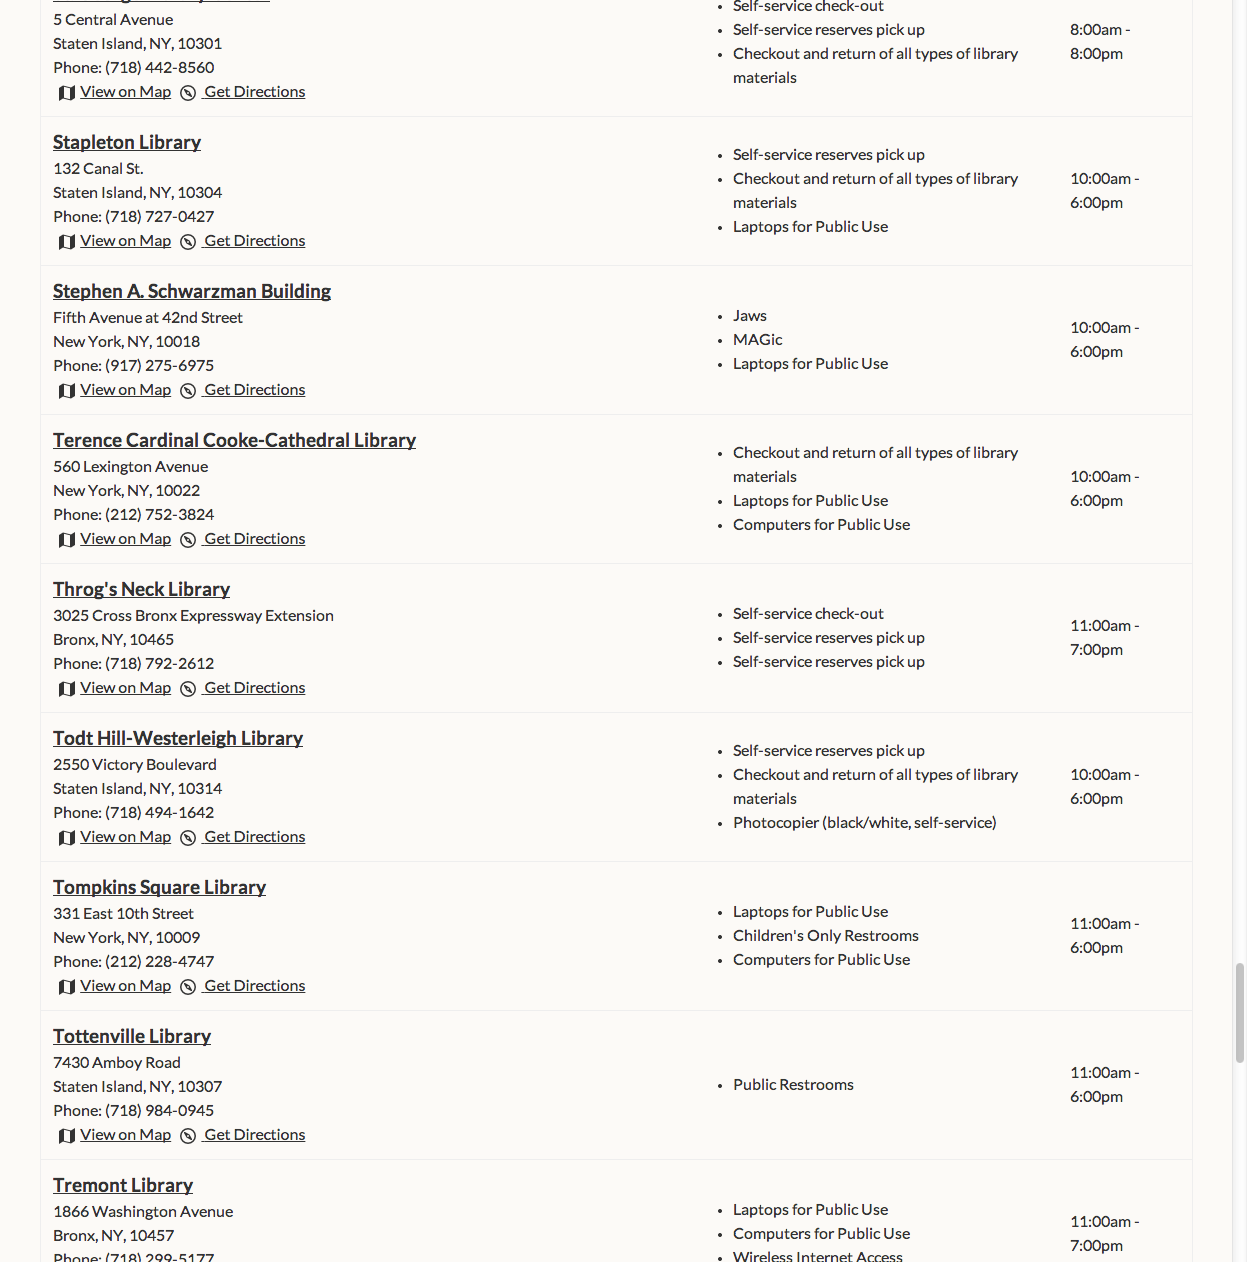 5 Central Avenue
Staten Island, NY, 10301
Phone: (718) 442-8560
View on Map Get Directions
Self-service check-out
Self-service reserves pick up
Checkout and return of all types of library
materials
8:00am -
8:00pm
Stapleton Library
132 Canal St.
Staten Island, NY, 10304
Phone: (718) 727-0427
View on Map Get Directions
Self-service reserves pick up
Checkout and return of all types of library
materials
Laptops for Public Use
10:00am -
6:00pm
Stephen A. Schwarzman Building
Fifth Avenue at 42nd Street
New York, NY, 10018
Phone: (917) 275-6975
View on Map Get Directions
Jaws
MAGic
Laptops for Public Use
10:00am -
6:00pm
Terence Cardinal Cooke-Cathedral Library
560 Lexington Avenue
New York, NY, 10022
Phone: (212) 752-3824
View on Map Get Directions
Checkout and return of all types of library
materials
Laptops for Public Use
Computers for Public Use
10:00am -
6:00pm
Throg's Neck Library
3025 Cross Bronx Expressway Extension
Bronx, NY, 10465
Phone: (718) 792-2612
View on Map Get Directions
Self-service check-out
Self-service reserves pick up
Self-service reserves pick up
11:00am -
7:00pm
Todt Hill-Westerleigh Library
2550 Victory Boulevard
Staten Island, NY, 10314
Phone: (718) 494-1642
View on Map Get Directions
Self-service reserves pick up
Checkout and return of all types of library
materials
Photocopier (black/white, self-service)
10:00am -
6:00pm
Tompkins Square Library
331 East 10th Street
New York, NY, 10009
Phone: (212) 228-4747
View on Map Get Directions
Laptops for Public Use
Children's Only Restrooms
Computers for Public Use
11:00am -
6:00pm
Tottenville Library
7430 Amboy Road
Staten Island, NY, 10307
Phone: (718) 984-0945
View on Map Get Directions
Public Restrooms
11:00am -
6:00pm
Tremont Library
1866 Washington Avenue
Bronx, NY, 10457
Phone: (718) 299-5177
Laptops for Public Use
Computers for Public Use
Wireless Internet Access
11:00am -
7:00pm